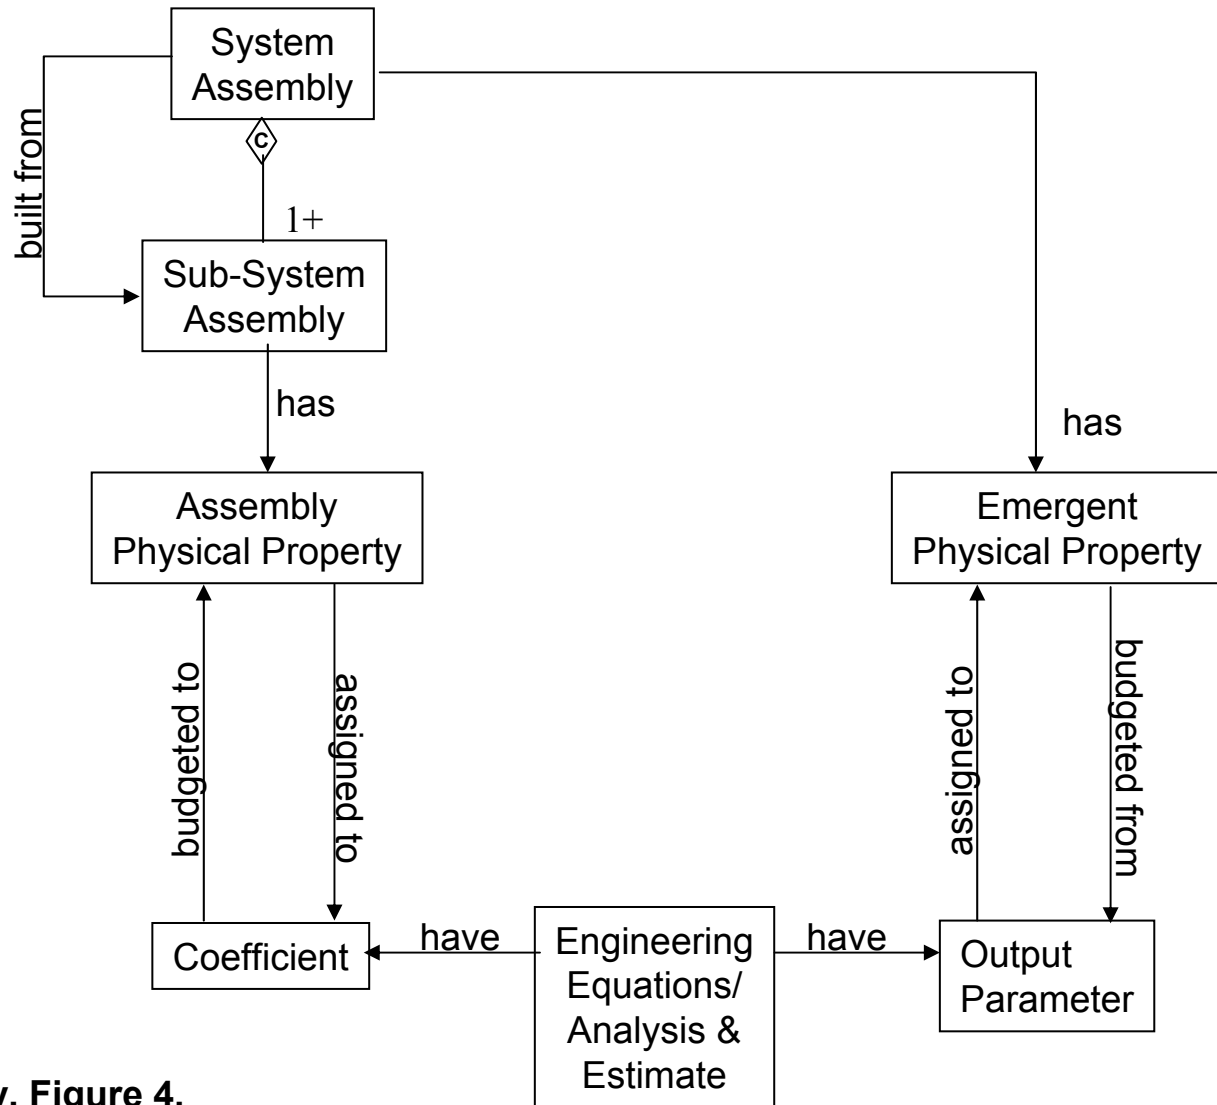 System
Assembly
C
built from
1+
Sub-System
Assembly
has
has
Assembly
Physical Property
Emergent
Physical Property
budgeted to
assigned to
assigned to
budgeted from
Coefficient
have
Engineering
Equations/
Analysis &
Estimate
have
Output
Parameter
Figure 4.